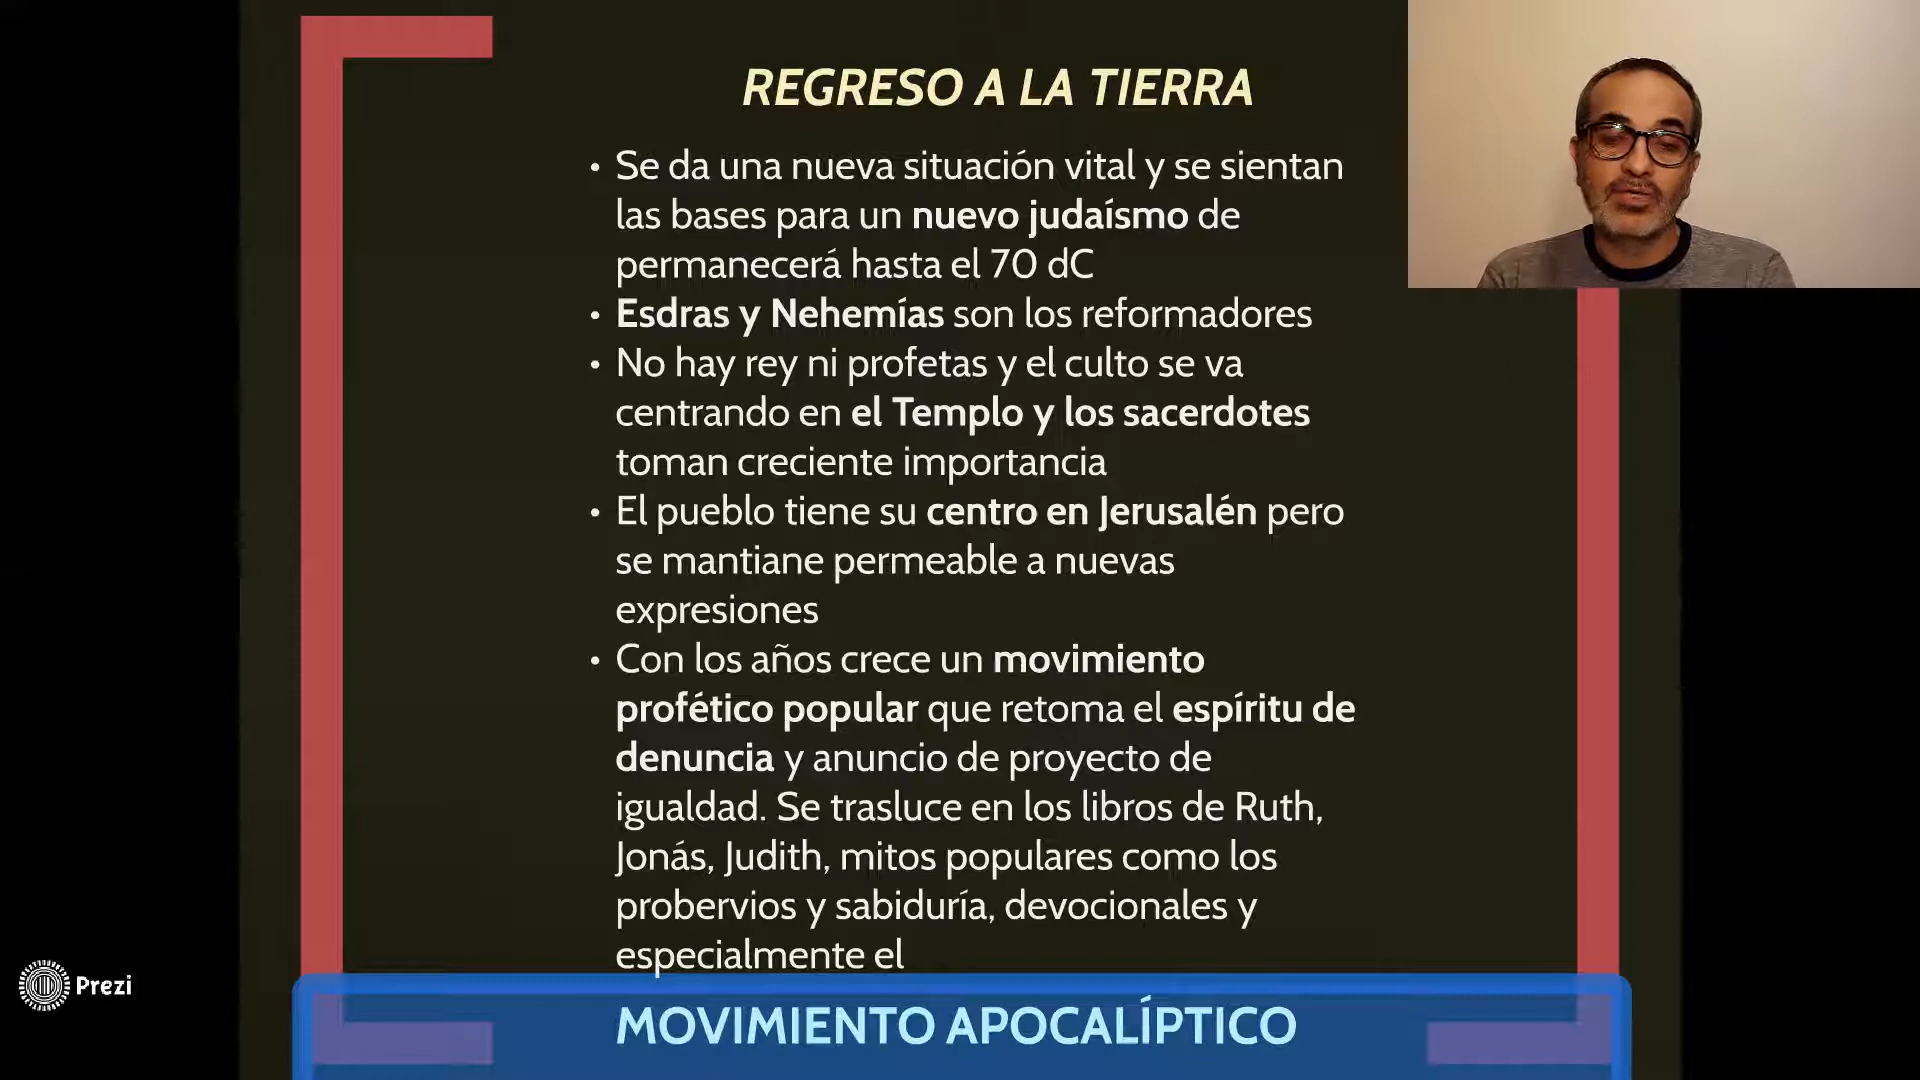 REGRESO A LA TIERRA
• Se da una nueva situación vital y se sientan
las bases para un nuevo judaísmo de
permanecerá hasta el 70 dC
• Esdras y Nehemías son los reformadores
• No hay rey ni profetas y el culto se va
centrando en el Templo y los sacerdotes
toman creciente importancia
• El pueblo tiene su centro en Jerusalén pero
se mantiane permeable a nuevas
expresiones
• Con los años crece un movimiento
profético popular que retoma el espíritu de
denuncia y anuncio de proyecto de
igualdad. Se trasluce en los libros de Ruth,
Jonás, Judith, mitos populares como los
probervios y sabiduría, devocionales y
especialmente el
MOVIMIENTO APOCALÍPTICO
Prezi